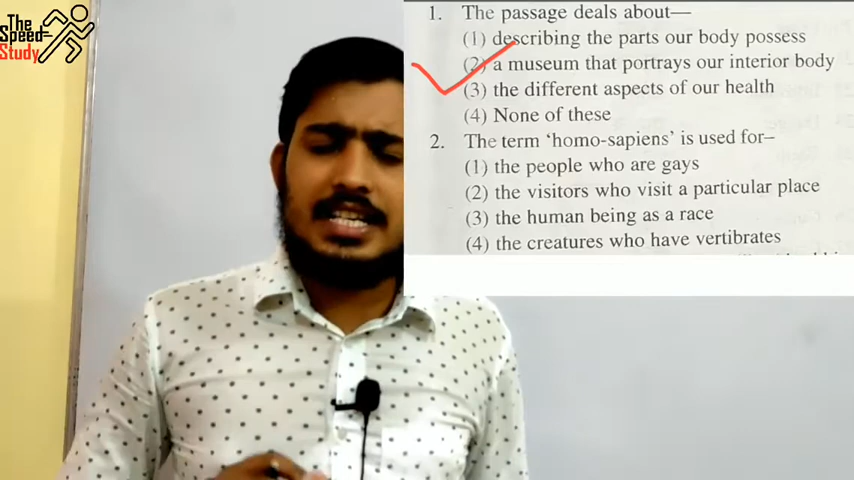 The
Speed-
Study
1. The passage deals about—
(1) describing the parts our body possess
(2) a museum that portrays our interior body
(3) the different aspects of our health
(4) None of these
2. The term ‘homo-sapiens’ is used for–
(1) the people who are gays
(2) the visitors who visit a particular place
(3) the human being as a race
(4) the creatures who have vertibrates